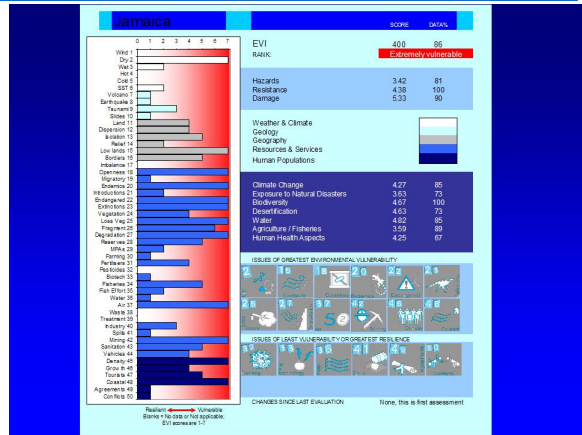 Jamaica
SCORE DATA%
0 1 2 3 4 5 6 7
Wind 1
Dry 2
Wet 3
Hot 4
Cold 5
SST 6
Volcano 7
Earthquake 8
Tsunami 9
Slides 10
Land 11
Dispersion 12
Isolation 13
Relief 14
Low lands 15
Borders 16
Imbalance 17
Openness 18
Migratory 19
Endemics 20
Introductions 21
Endangered 22
Extinctions 23
Vegetation 24
Loss Veg 25
Fragment 26
Degradation 27
Reserves 28
MPAs 29
Farming 30
Fertilisers 31
Pesticides 32
Biotech 33
Fisheries 34
Fish Effort 35
Water 36
Air 37
Waste 38
Treatment 39
Industry 40
Spills 41
Mining 42
Sanitation 43
Vehicles 44
Density 45
Growth 46
Tourists 47
Coastal 48
Agreements 49
Conflicts 50
Resilient Vulnerable
Blanks = No data or Not applicable;
EVI scores are 1-7
EVI 400 86
RANK: Extremely vulnerable
Hazards 3.42 81
Resistance 4.38 100
Damage 5.33 90
Weather & Climate
Geology
Geography
Resources & Services
Human Populations
Climate Change 4.27 85
Exposure to Natural Disasters 3.63 73
Biodiversity 4.67 100
Desertification 4.63 73
Water 4.82 85
Agriculture / Fisheries 3.59 89
Human Health Aspects 4.25 67
ISSUES OF GREATEST ENVIRONMENTAL VULNERABILITY
ISSUES OF LEAST VULNERABILITY OR GREATEST RESILIENCE
CHANGES SINCE LAST EVALUATION None, this is first assessment